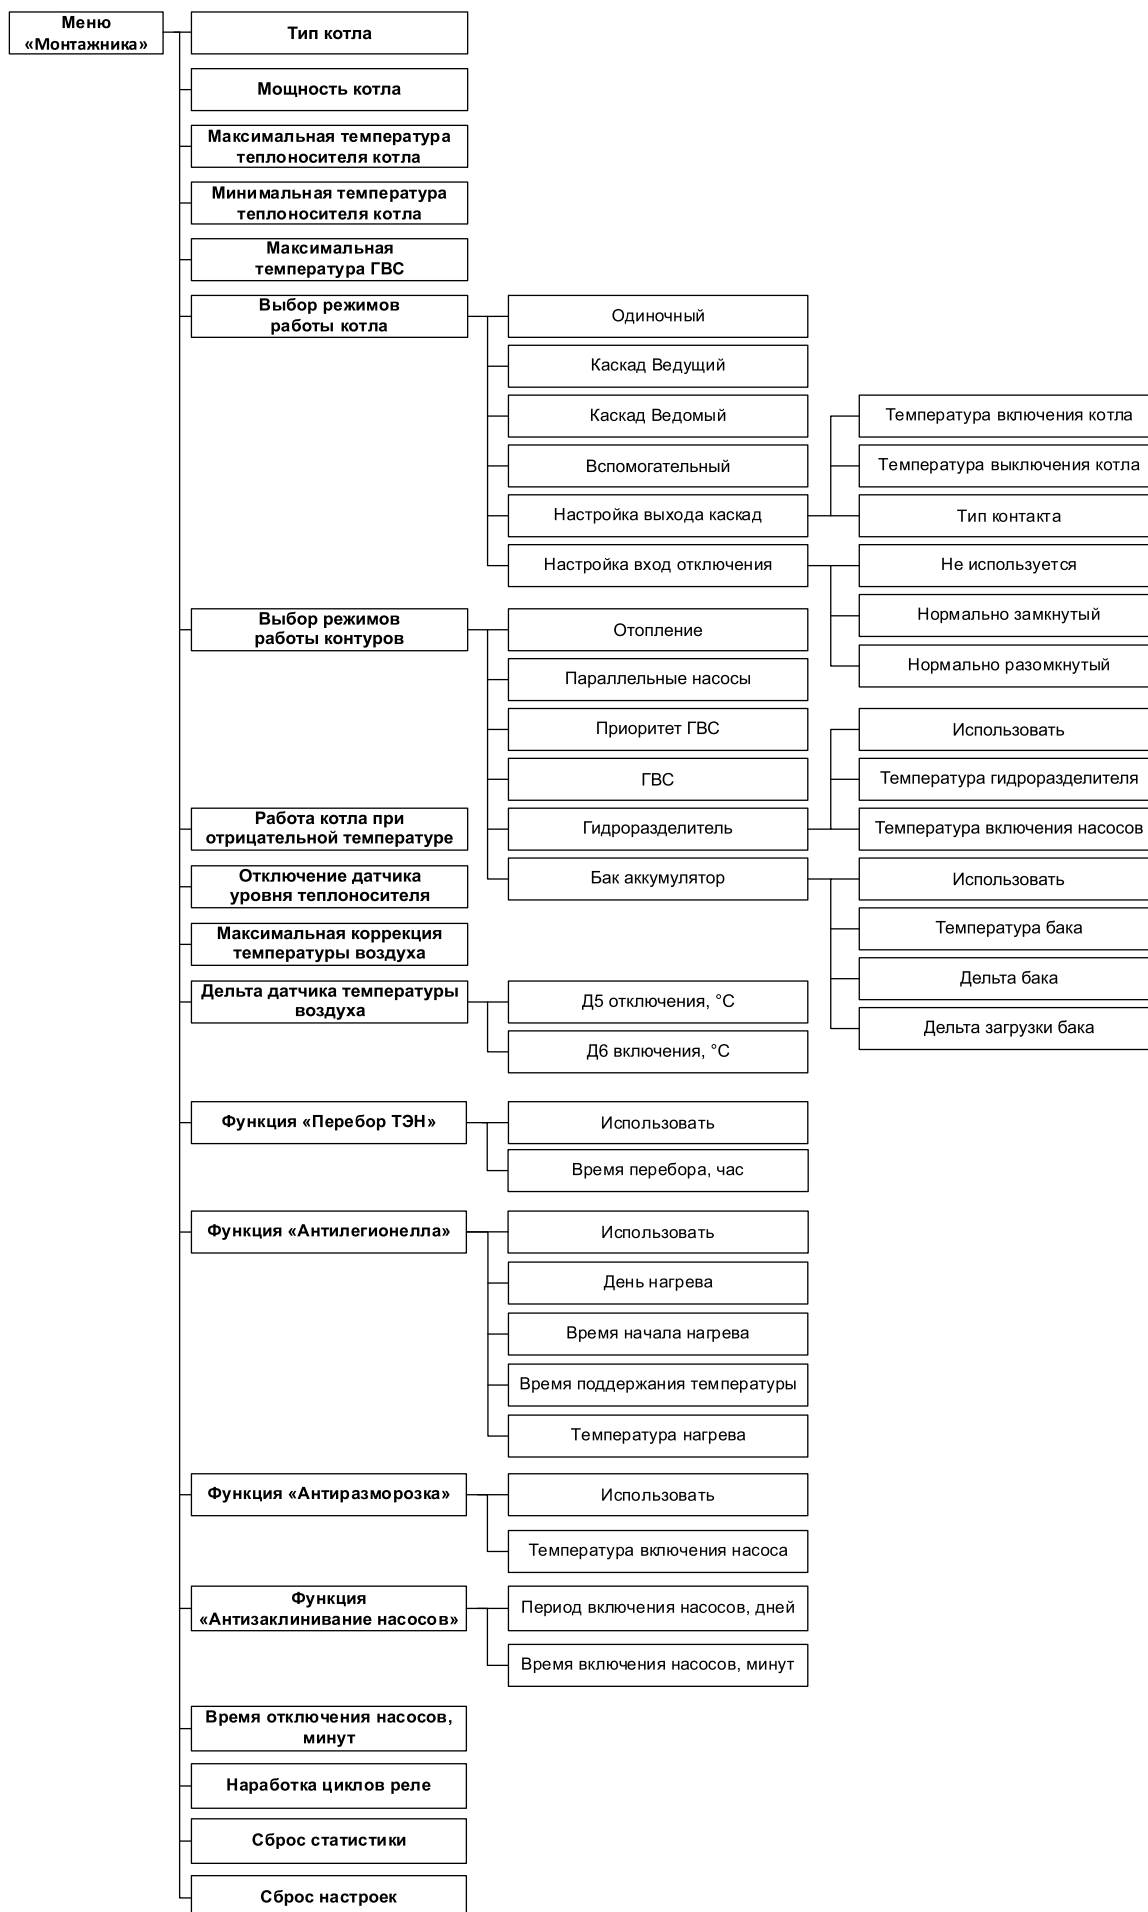 Меню
«Монтажника»
Тип котла
Мощность котла
Максимальная температура
теплоносителя котла
Минимальная температура
теплоносителя котла
Максимальная
температура ГВС
Выбор режимов
работы котла
Одиночный
Каскад Ведущий
Каскад Ведомый
Вспомогательный
Настройка выхода каскад
Температура включения котла
Температура выключения котла
Тип контакта
Настройка вход отключения
Не используется
Нормально замкнутый
Нормально разомкнутый
Выбор режимов
работы контуров
Отопление
Параллельные насосы
Приоритет ГВС
ГВС
Гидроразделитель
Использовать
Температура гидроразделителя
Температура включения насосов
Бак аккумулятор
Использовать
Температура бака
Дельта бака
Дельта загрузки бака
Работа котла при
отрицательной температуре
Отключение датчика
уровня теплоносителя
Максимальная коррекция
температуры воздуха
Дельта датчика температуры
воздуха
Д5 отключения, °С
Д6 включения, °С
Функция «Перебор ТЭН»
Использовать
Время перебора, час
Функция «Антилегионелла»
Использовать
День нагрева
Время начала нагрева
Время поддержания температуры
Температура нагрева
Функция «Антиразморозка»
Использовать
Температура включения насоса
Функция
«Антизаклинивание насосов»
Период включения насосов, дней
Время включения насосов, минут
Время отключения насосов,
минут
Наработка циклов реле
Сброс статистики
Сброс настроек